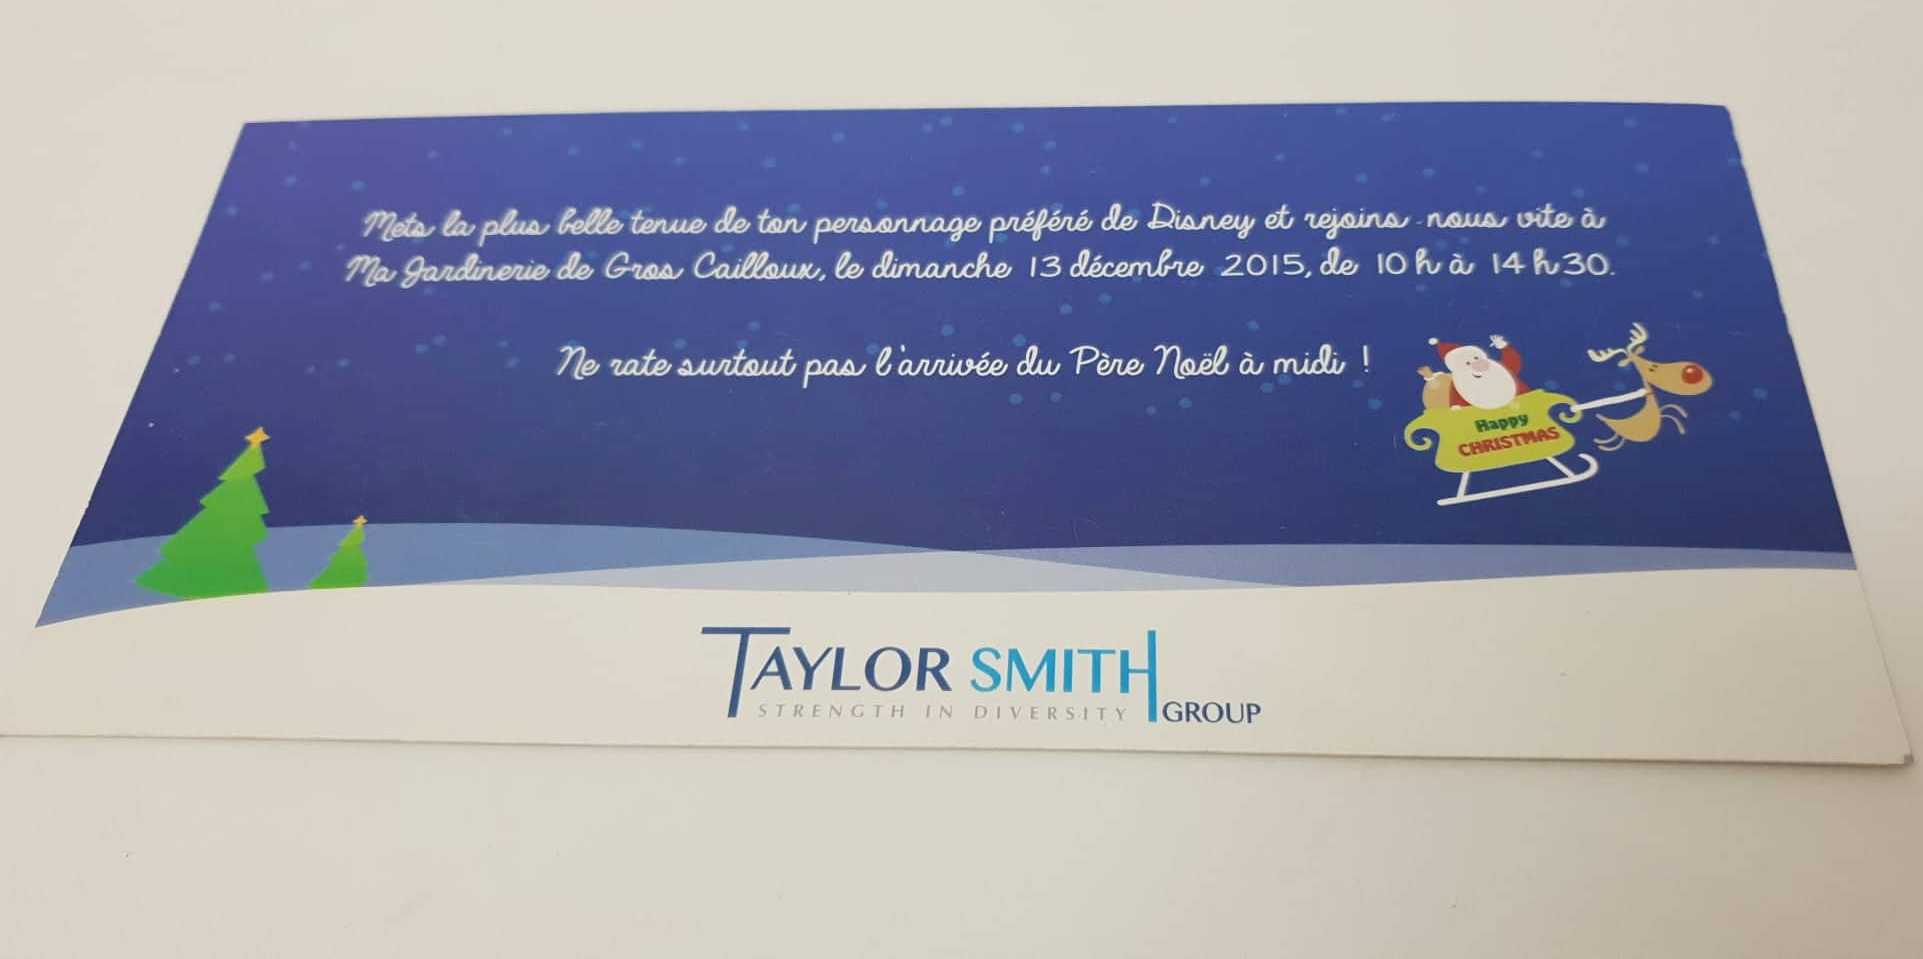 Mets la plus belle tenue de ton personnage préféré de Disney et rejoins-nous vite à
Ma Jardinerie de Gros Cailloux, le dimanche 13 décembre 2015, de 10 h à 14 h 30.
Ne rate surtout pas l'arrivée du Père Noël à midi !
Happy
CHRISTMAS
TAYLOR SMITH
STRENGTH IN DIVERSITY
GROUP